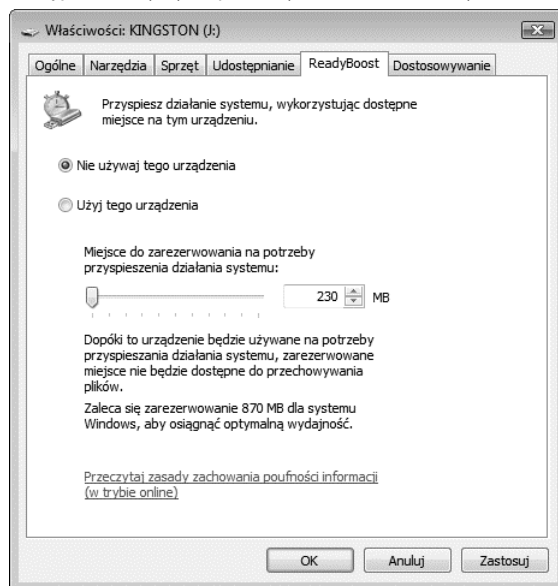 Właściwości: KINGSTON (J:)
Ogólne Narzędzia Sprzęt Udostępnianie ReadyBoost Dostosowywanie
Przyspiesz działanie systemu, wykorzystując dostępne
miejsce na tym urządzeniu.
Nie używaj tego urządzenia
Użyj tego urządzenia
Miejsce do zarezerwowania na potrzeby
przyspieszenia działania systemu:
230 MB
Dopóki to urządzenie będzie używane na potrzeby
przyspieszania działania systemu, zarezerwowane
miejsce nie będzie dostępne do przechowywania
plików.
Zaleca się zarezerwowanie 870 MB dla systemu
Windows, aby osiągnąć optymalną wydajność.
Przeczytaj zasady zachowania poufności informacji
(w trybie online)
OK Anuluj Zastosuj